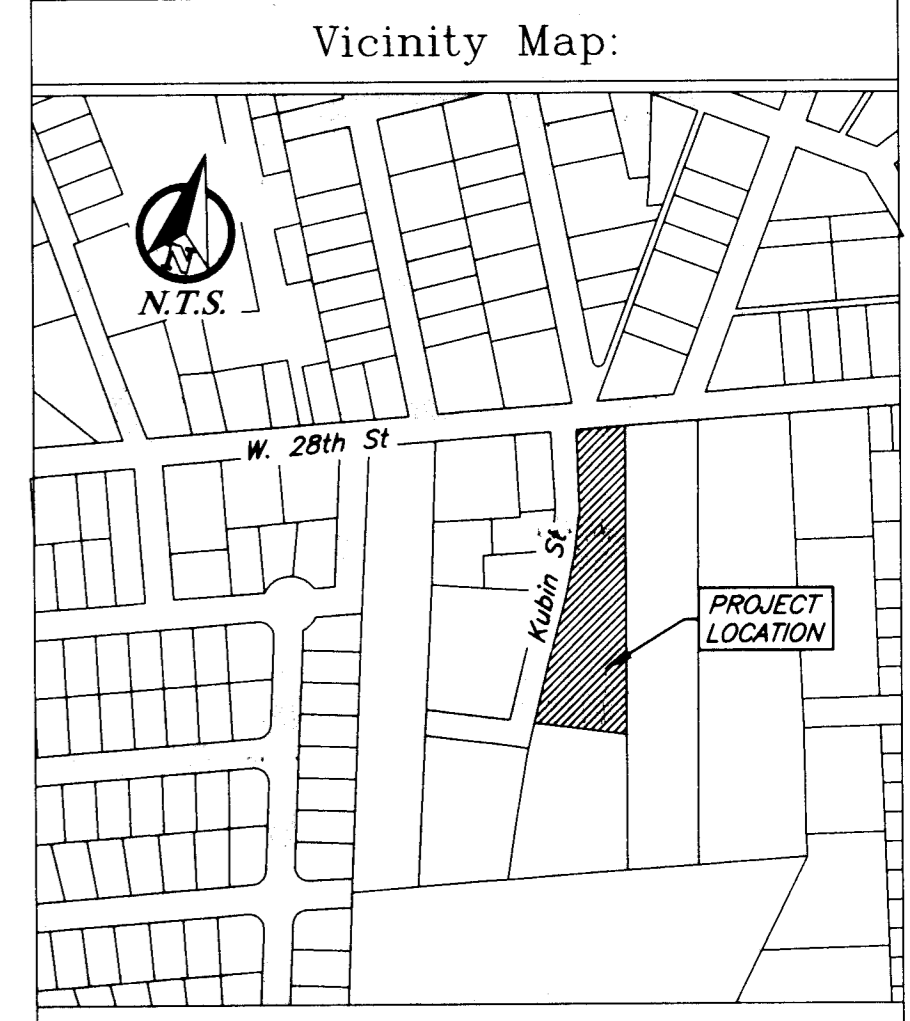 Vicinity Map:
N
N.T.S.
W. 28th St
Kubin St.
PROJECT
LOCATION